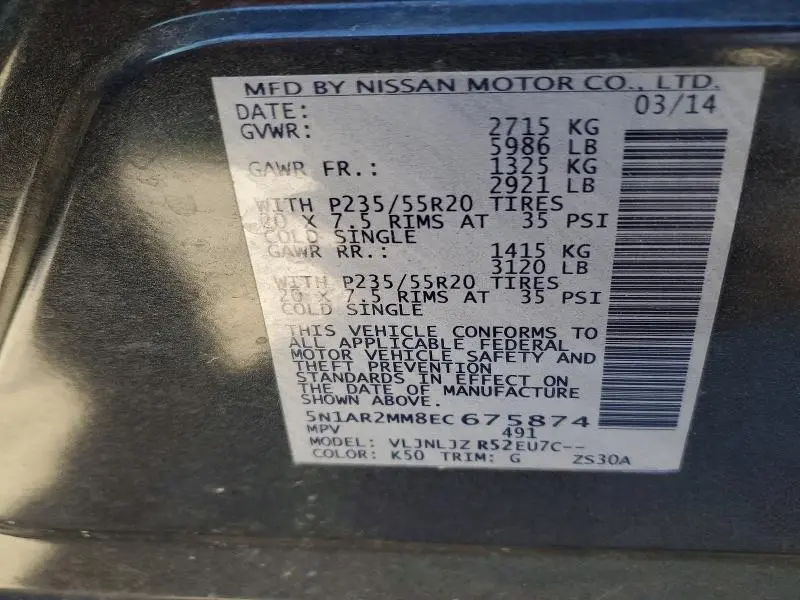 MFD BY NISSAN MOTOR CO., LTD.
DATE: 03/14
GVWR: 2715 KG
5986 LB
GAWR FR.: 1325 KG
2921 LB
WITH P235/55R20 TIRES
20 X 7.5 RIMS AT 35 PSI
COLD SINGLE
GAWR RR.: 1415 KG
3120 LB
WITH P235/55R20 TIRES
20 X 7.5 RIMS AT 35 PSI
COLD SINGLE
THIS VEHICLE CONFORMS TO
ALL APPLICABLE FEDERAL
MOTOR VEHICLE SAFETY AND
THEFT PREVENTION
STANDARDS IN EFFECT ON
THE DATE OF MANUFACTURE
SHOWN ABOVE.
5N1AR2MM8EC675874
MPV 491
MODEL: VLJNLJZ R52EU7C--
COLOR: K50 TRIM: G ZS30A